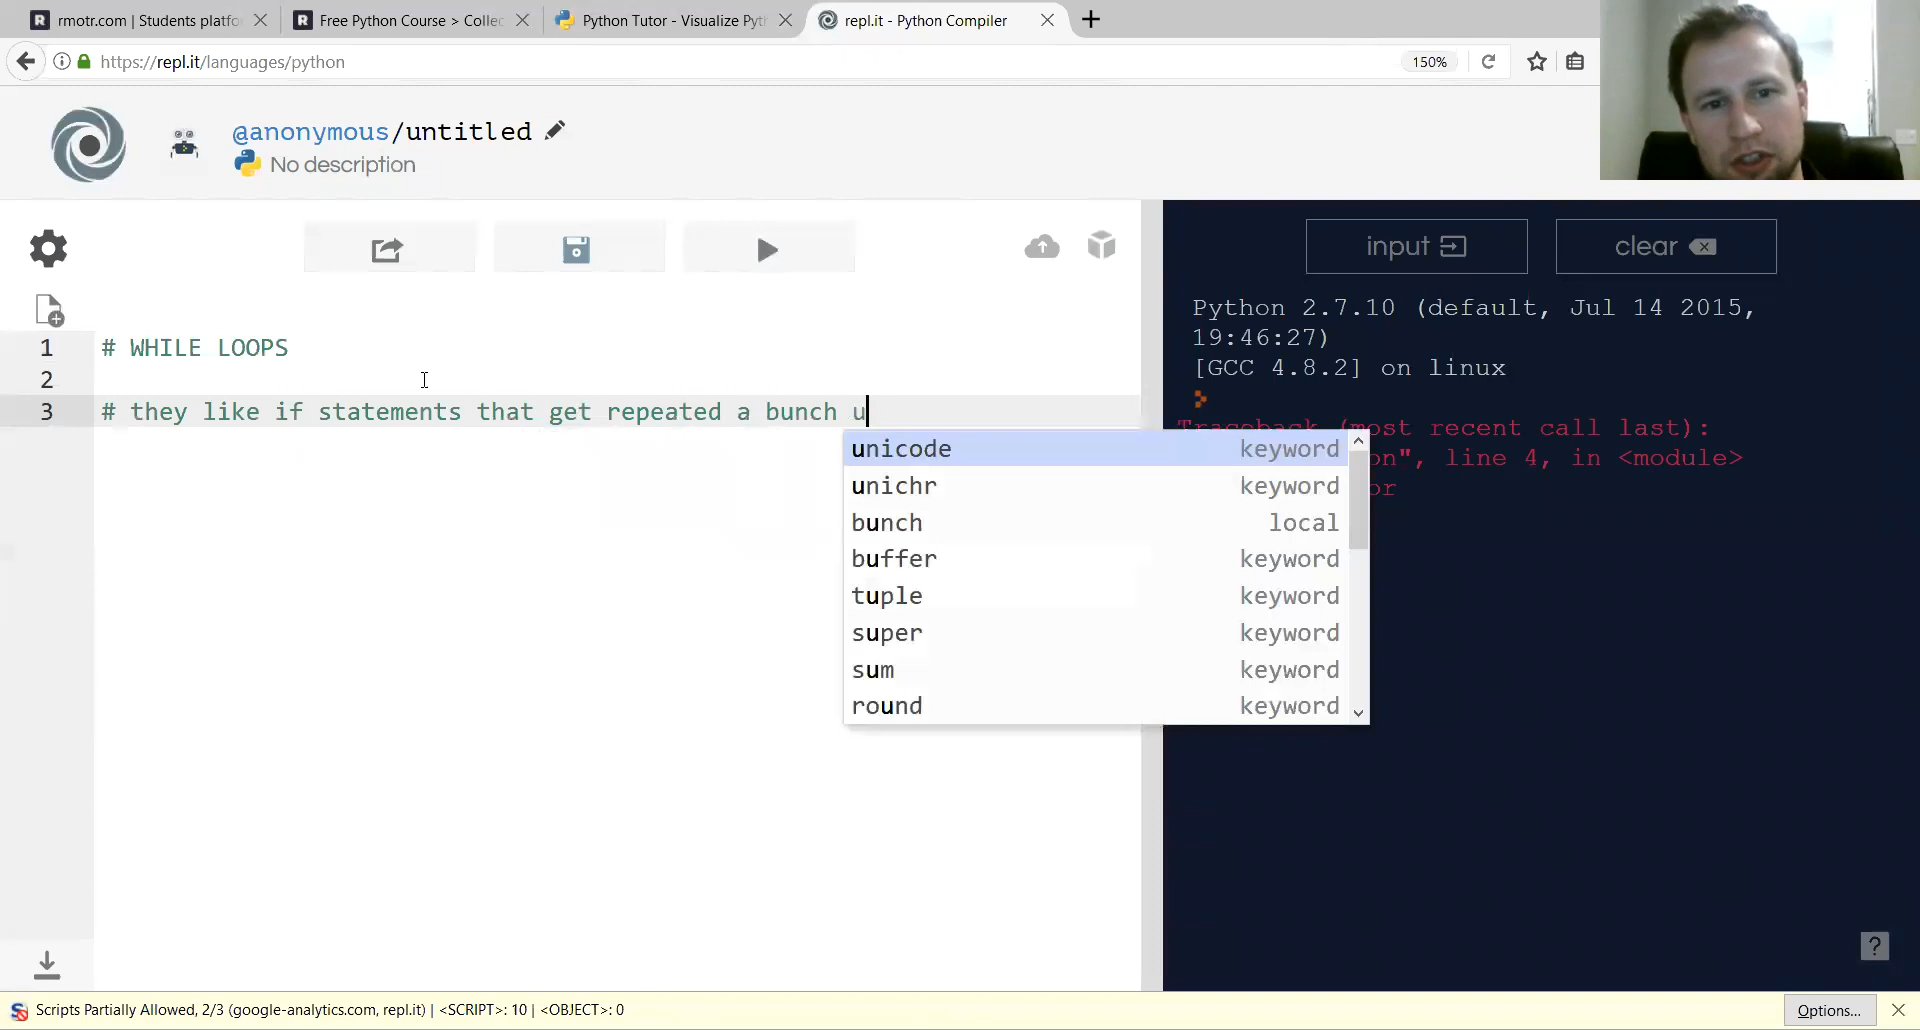 rmotr.com | Students platfo
Free Python Course > Collec
Python Tutor - Visualize Pyt
repl.it - Python Compiler
https://repl.it/languages/python
150%
@anonymous/untitled
No description
input
clear
Python 2.7.10 (default, Jul 14 2015,
19:46:27)
[GCC 4.8.2] on linux
Traceback (most recent call last):
on", line 4, in <module>
or
1 # WHILE LOOPS
2
3 # they like if statements that get repeated a bunch u
unicode keyword
unichr keyword
bunch local
buffer keyword
tuple keyword
super keyword
sum keyword
round keyword
?
Scripts Partially Allowed, 2/3 (google-analytics.com, repl.it) | <SCRIPT>: 10 | <OBJECT>: 0
Options...